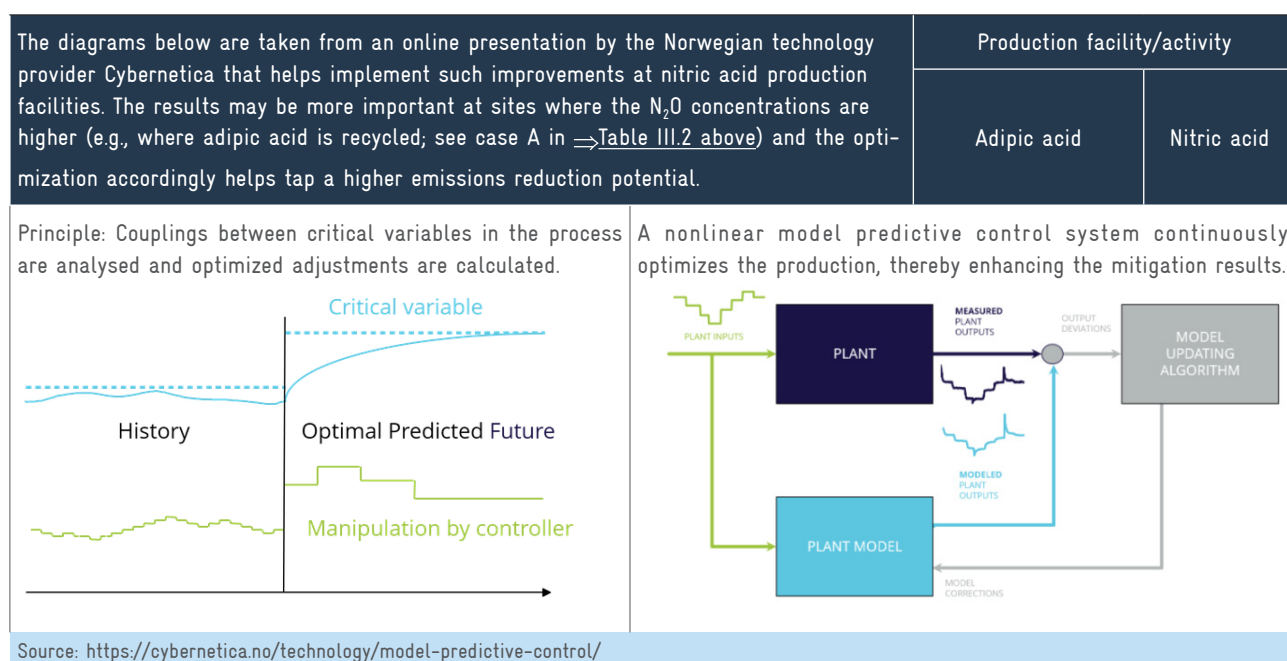 The diagrams below are taken from an online presentation by the Norwegian technology
provider Cybernetica that helps implement such improvements at nitric acid production
facilities. The results may be more important at sites where the N₂O concentrations are
higher (e.g., where adipic acid is recycled; see case A in ⇒Table III.2 above) and the opti-
mization accordingly helps tap a higher emissions reduction potential.
Production facility/activity
Adipic acid
Nitric acid
Principle: Couplings between critical variables in the process
are analysed and optimized adjustments are calculated.
Critical variable
History
Optimal Predicted Future
Manipulation by controller
A nonlinear model predictive control system continuously
optimizes the production, thereby enhancing the mitigation results.
PLANT INPUTS
PLANT
MEASURED
PLANT
OUTPUTS
OUTPUT
DEVIATIONS
MODEL
UPDATING
ALGORITHM
MODELED
PLANT
OUTPUTS
PLANT MODEL
MODEL
CORRECTIONS
Source: https://cybernetica.no/technology/model-predictive-control/